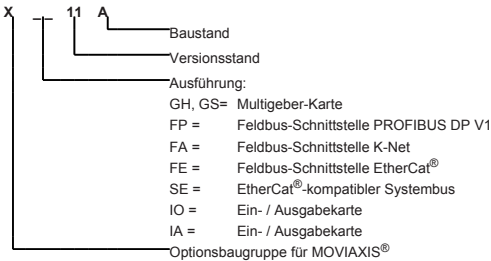 X __ 11 A
Baustand
Versionsstand
Ausführung:
GH, GS= Multigeber-Karte
FP = Feldbus-Schnittstelle PROFIBUS DP V1
FA = Feldbus-Schnittstelle K-Net
FE = Feldbus-Schnittstelle EtherCat®
SE = EtherCat®-kompatibler Systembus
IO = Ein- / Ausgabekarte
IA = Ein- / Ausgabekarte
Optionsbaugruppe für MOVIAXIS®